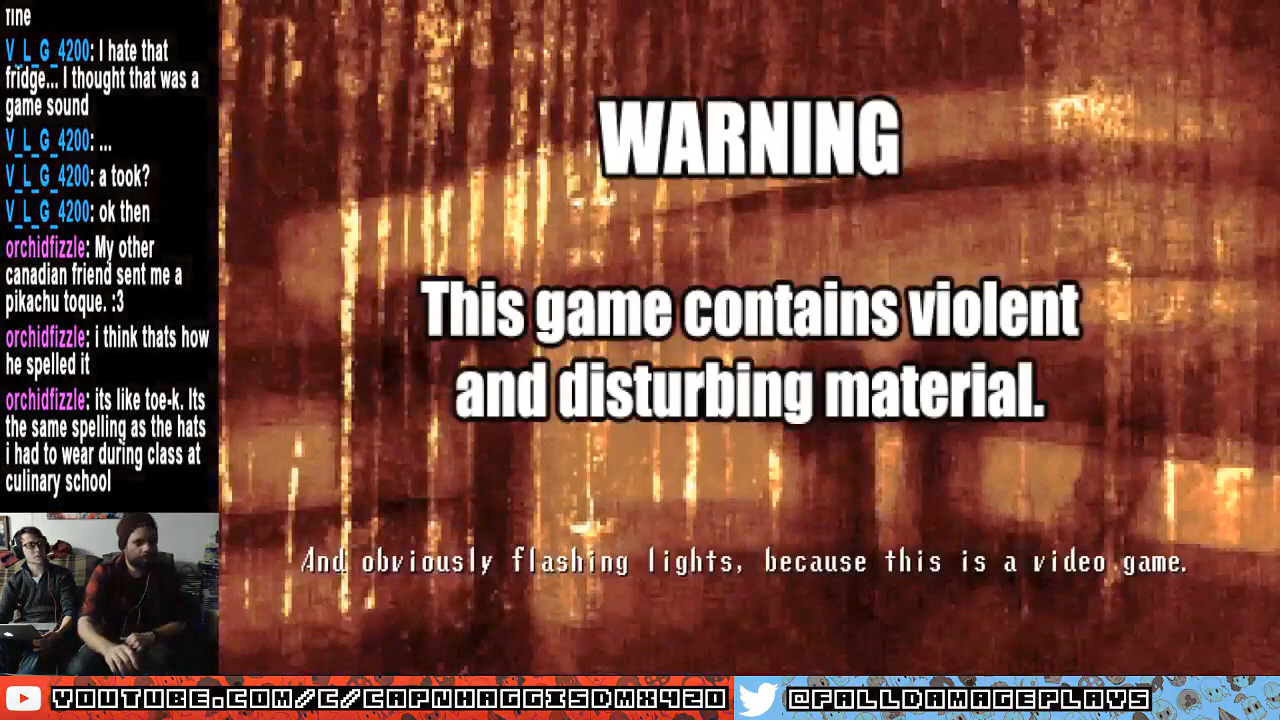 fine
V_L_G_4200: I hate that
fridge... I thought that was a
game sound
V_L_G_4200: ...
V_L_G_4200: a took?
V_L_G_4200: ok then
orchidfizzle: My other
canadian friend sent me a
pikachu toque. :3
orchidfizzle: i think thats how
he spelled it
orchidfizzle: its like toe-k. Its
the same spelling as the hats
i had to wear during class at
culinary school
WARNING
This game contains violent
and disturbing material.
And obviously flashing lights, because this is a video game.
YOUTUBE.COM/C/CAPNHAGGISDMX420
@FALLDAMAGEPLAYS